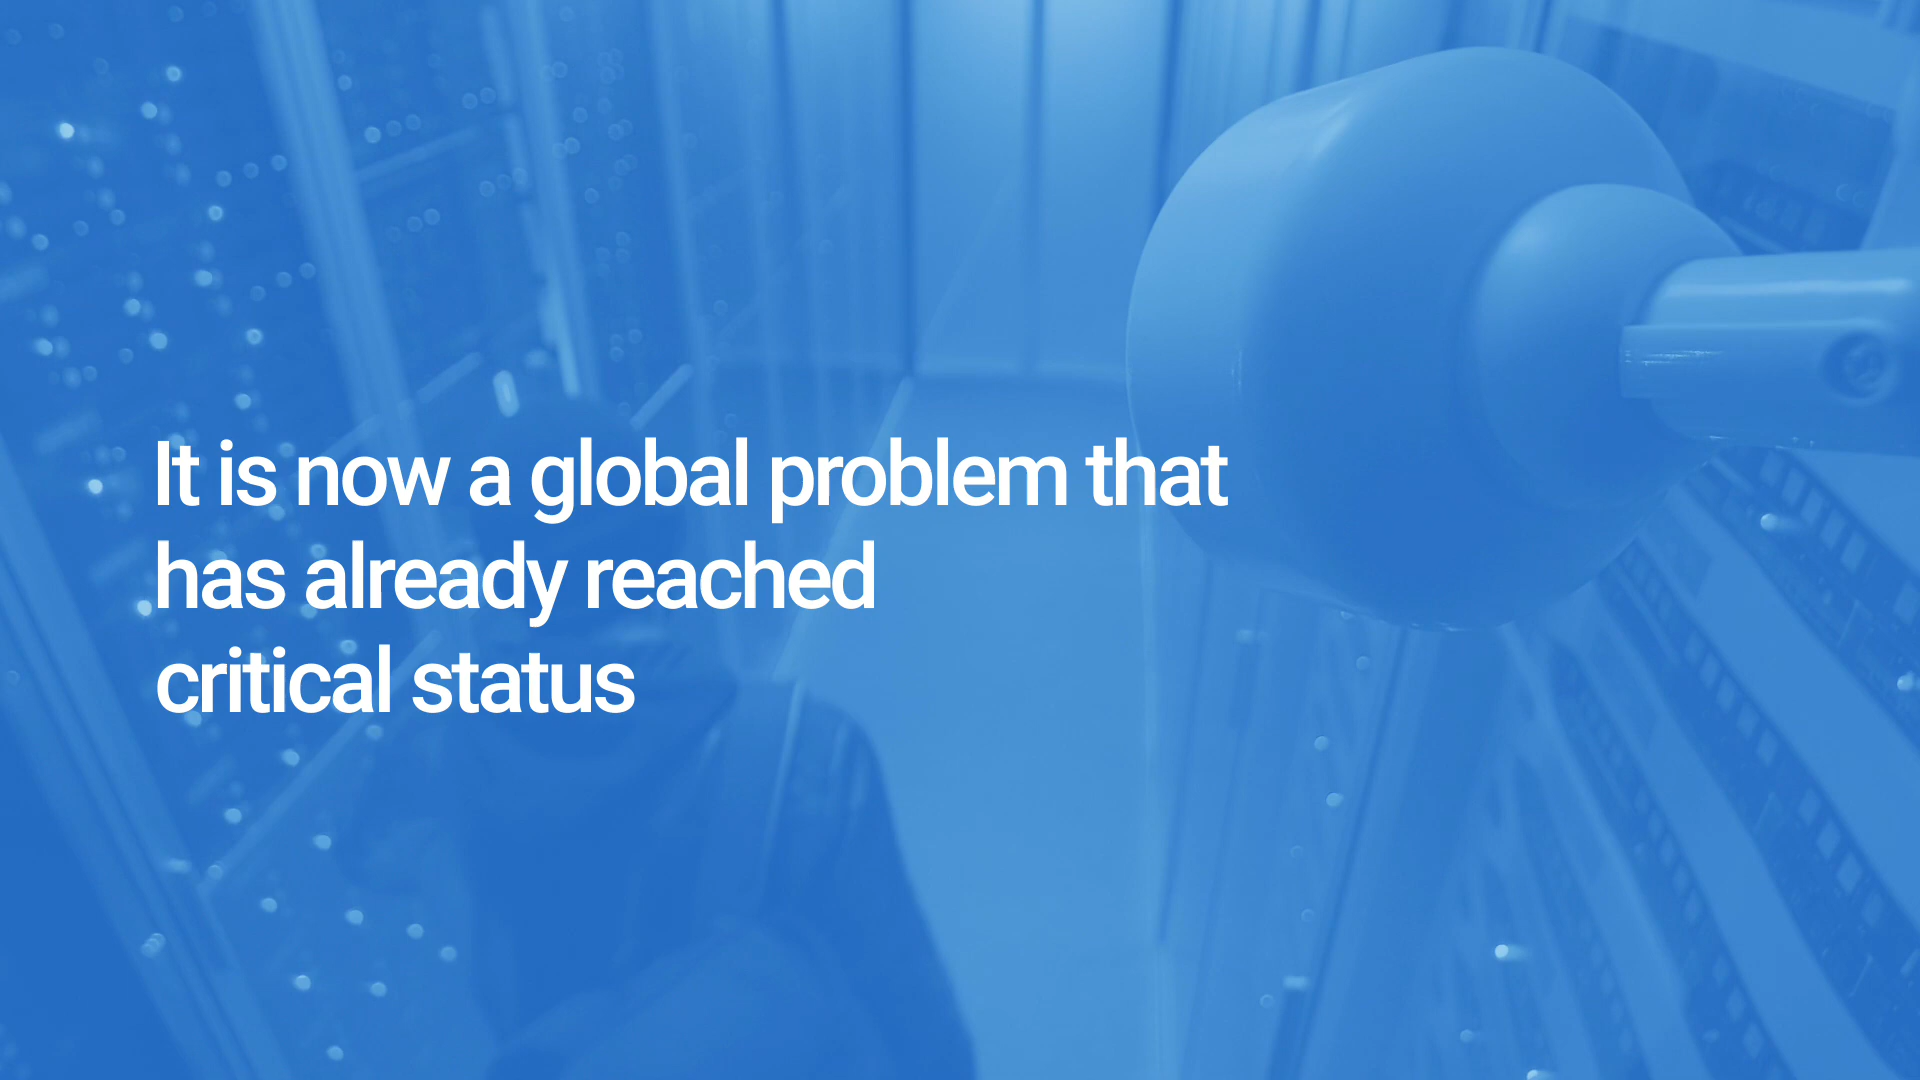 It is now a global problem that
has already reached
critical status